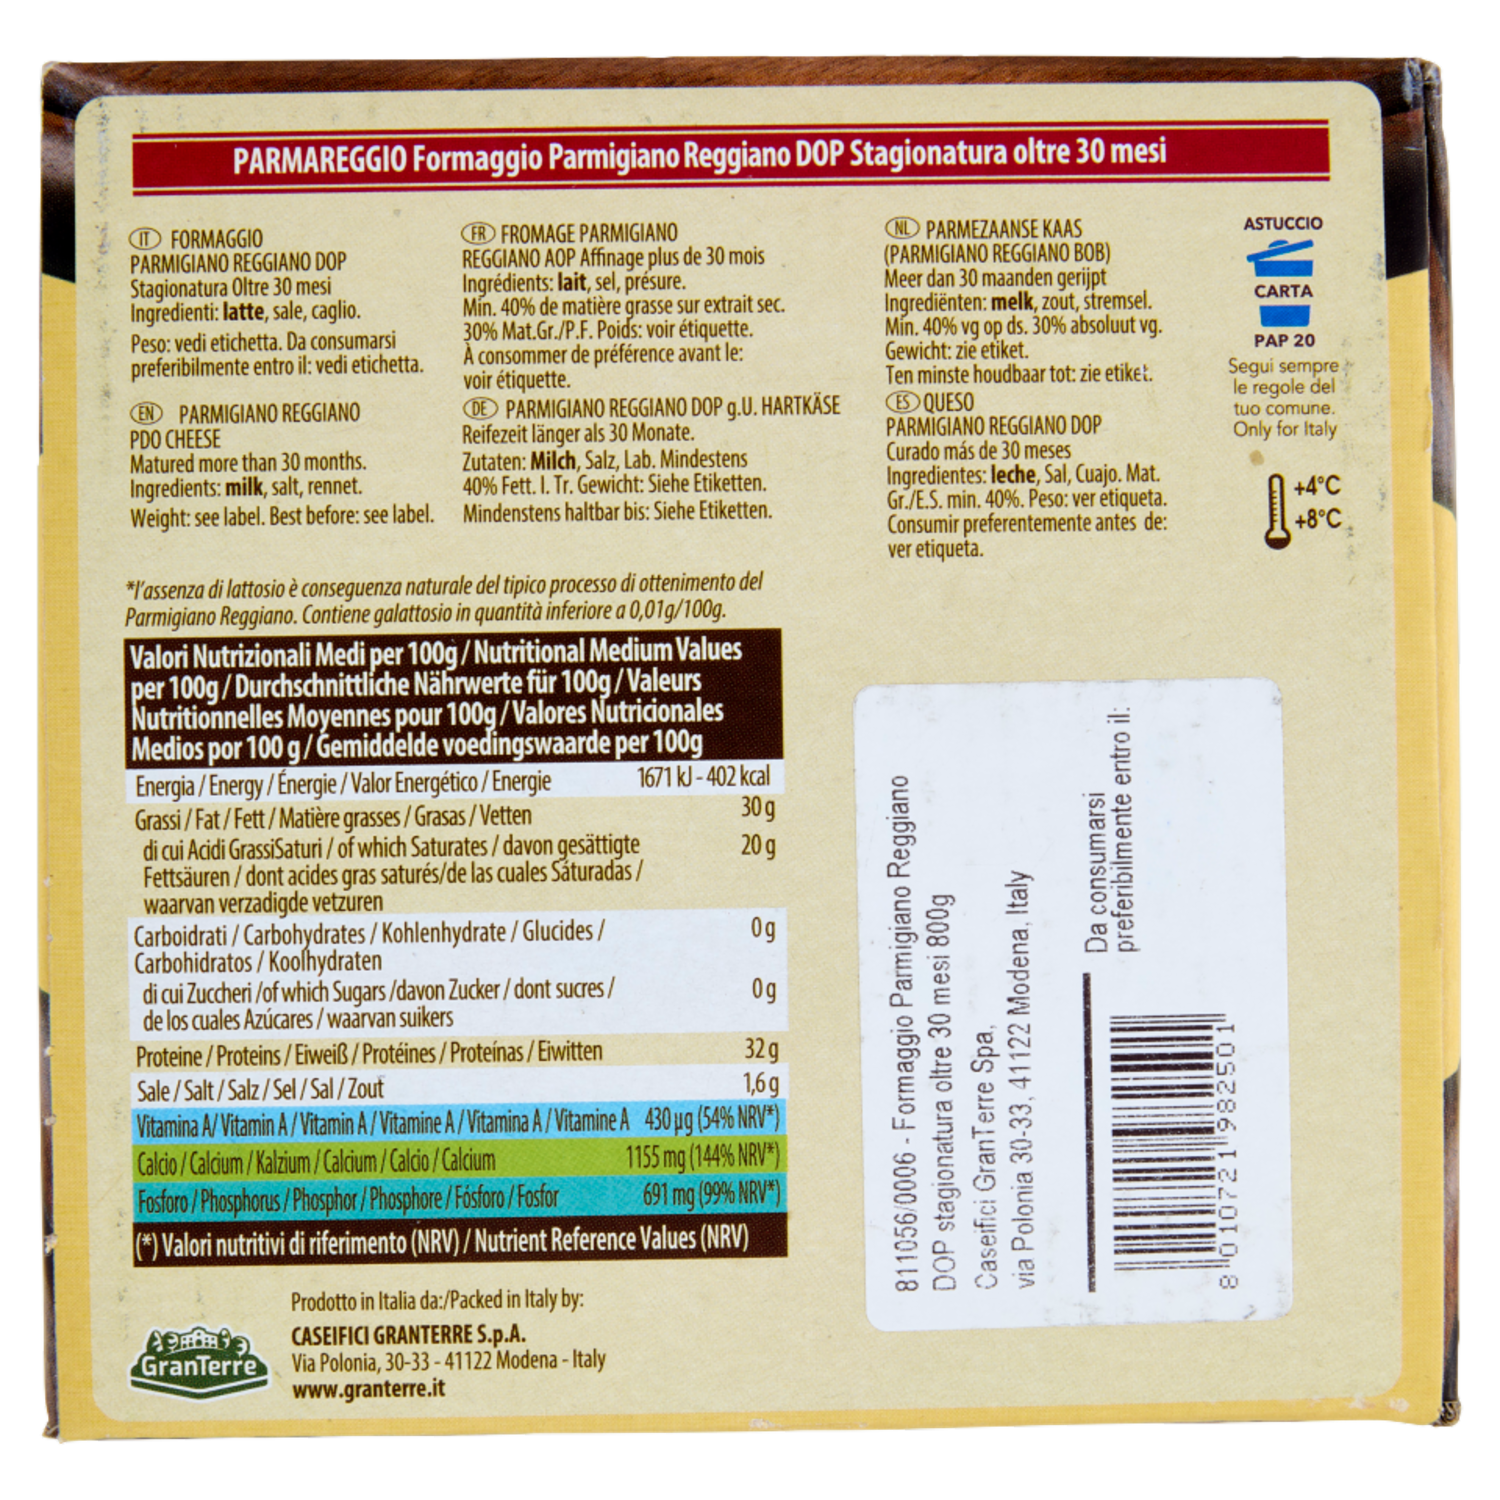 PARMAREGGIO Formaggio Parmigiano Reggiano DOP Stagionatura oltre 30 mesi
IT FORMAGGIO
PARMIGIANO REGGIANO DOP
Stagionatura Oltre 30 mesi
Ingredienti: latte, sale, caglio.
Peso: vedi etichetta. Da consumarsi
preferibilmente entro il: vedi etichetta.
EN PARMIGIANO REGGIANO
PDO CHEESE
Matured more than 30 months.
Ingredients: milk, salt, rennet.
Weight: see label. Best before: see label.
FR FROMAGE PARMIGIANO
REGGIANO AOP Affinage plus de 30 mois
Ingrédients: lait, sel, présure.
Min. 40% de matière grasse sur extrait sec.
30% Mat.Gr./P.F. Poids: voir étiquette.
À consommer de préférence avant le:
voir étiquette.
DE PARMIGIANO REGGIANO DOP g.U. HARTKÄSE
Reifezeit länger als 30 Monate.
Zutaten: Milch, Salz, Lab. Mindestens
40% Fett. I. Tr. Gewicht: Siehe Etiketten.
Mindenstens haltbar bis: Siehe Etiketten.
NL PARMEZAANSE KAAS
(PARMIGIANO REGGIANO BOB)
Meer dan 30 maanden gerijpt
Ingrediënten: melk, zout, stremsel.
Min. 40% vg op ds. 30% absoluut vg.
Gewicht: zie etiket.
Ten minste houdbaar tot: zie etiket.
ES QUESO
PARMIGIANO REGGIANO DOP
Curado más de 30 meses
Ingredientes: leche, Sal, Cuajo. Mat.
Gr./E.S. min. 40%. Peso: ver etiqueta.
Consumir preferentemente antes de:
ver etiqueta.
ASTUCCIO
CARTA
PAP 20
Segui sempre
le regole del
tuo comune.
Only for Italy
+4°C
+8°C
*l'assenza di lattosio è conseguenza naturale del tipico processo di ottenimento del
Parmigiano Reggiano. Contiene galattosio in quantità inferiore a 0,01g/100g.
Valori Nutrizionali Medi per 100g / Nutritional Medium Values
per 100g / Durchschnittliche Nährwerte für 100g / Valeurs
Nutritionnelles Moyennes pour 100g / Valores Nutricionales
Medios por 100 g / Gemiddelde voedingswaarde per 100g
Energia / Energy / Énergie / Valor Energético / Energie 1671 kJ - 402 kcal
Grassi / Fat / Fett / Matière grasses / Grasas / Vetten 30 g
di cui Acidi GrassiSaturi / of which Saturates / davon gesättigte 20 g
Fettsäuren / dont acides gras saturés/de las cuales Sáturadas /
waarvan verzadigde vetzuren
Carboidrati / Carbohydrates / Kohlenhydrate / Glucides / 0 g
Carbohidratos / Koolhydraten
di cui Zuccheri /of which Sugars /davon Zucker / dont sucres / 0 g
de los cuales Azúcares / waarvan suikers
Proteine / Proteins / Eiweiß / Protéines / Proteínas / Eiwitten 32 g
Sale / Salt / Salz / Sel / Sal / Zout 1,6 g
Vitamina A/ Vitamin A / Vitamin A / Vitamine A / Vitamina A / Vitamine A 430 µg (54% NRV*)
Calcio / Calcium / Kalzium / Calcium / Calcio / Calcium 1155 mg (144% NRV*)
Fosforo / Phosphorus / Phosphor / Phosphore / Fósforo / Fosfor 691 mg (99% NRV*)
(*) Valori nutritivi di riferimento (NRV) / Nutrient Reference Values (NRV)
GranTerre
Prodotto in Italia da:/Packed in Italy by:
CASEIFICI GRANTERRE S.p.A.
Via Polonia, 30-33 - 41122 Modena - Italy
www.granterre.it
811056/0006 - Formaggio Parmigiano Reggiano
DOP stagionatura oltre 30 mesi 800g
Caseifici GranTerre Spa,
via Polonia 30-33, 41122 Modena, Italy
Da consumarsi
preferibilmente entro il:
8 010721 982501